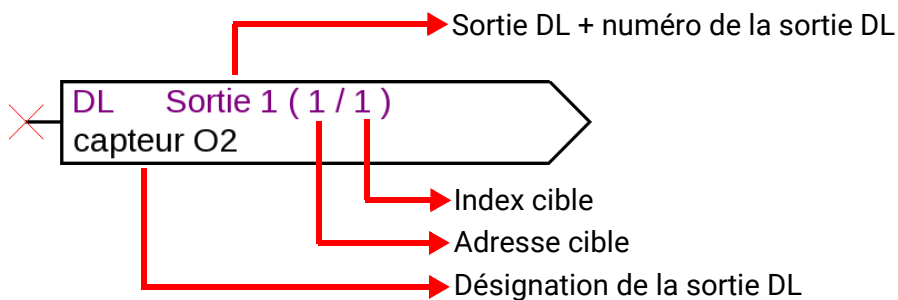 Sortie DL + numéro de la sortie DL
DL Sortie 1 ( 1 / 1 )
capteur O2
Index cible
Adresse cible
Désignation de la sortie DL